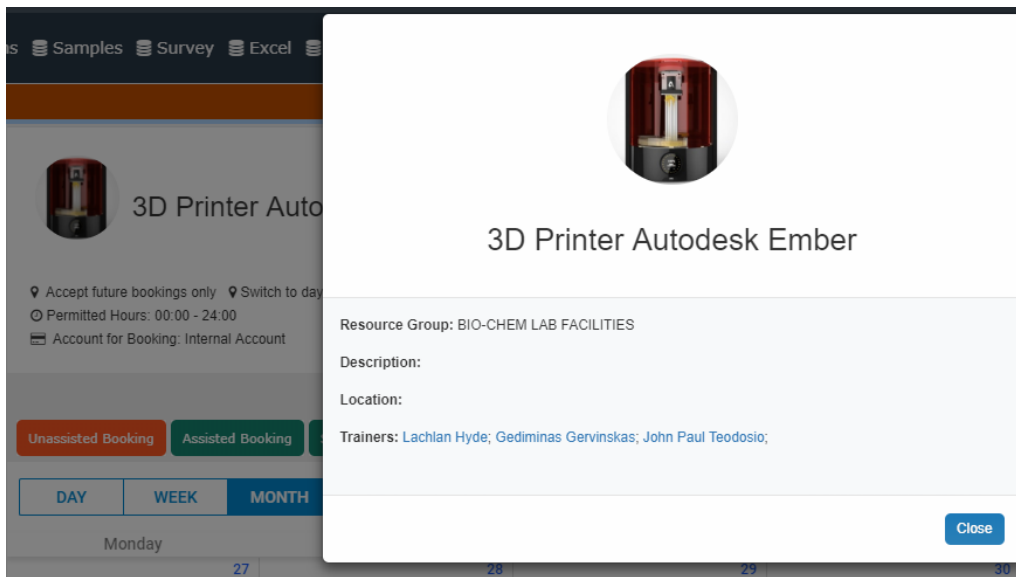 Samples Survey Excel
3D Printer Auto
Accept future bookings only Switch to day
Permitted Hours: 00:00 - 24:00
Account for Booking: Internal Account
Unassisted Booking Assisted Booking
DAY WEEK MONTH
Monday
27 28 29 30
3D Printer Autodesk Ember
Resource Group: BIO-CHEM LAB FACILITIES
Description:
Location:
Trainers: Lachlan Hyde; Gediminas Gervinskas; John Paul Teodosio;
Close